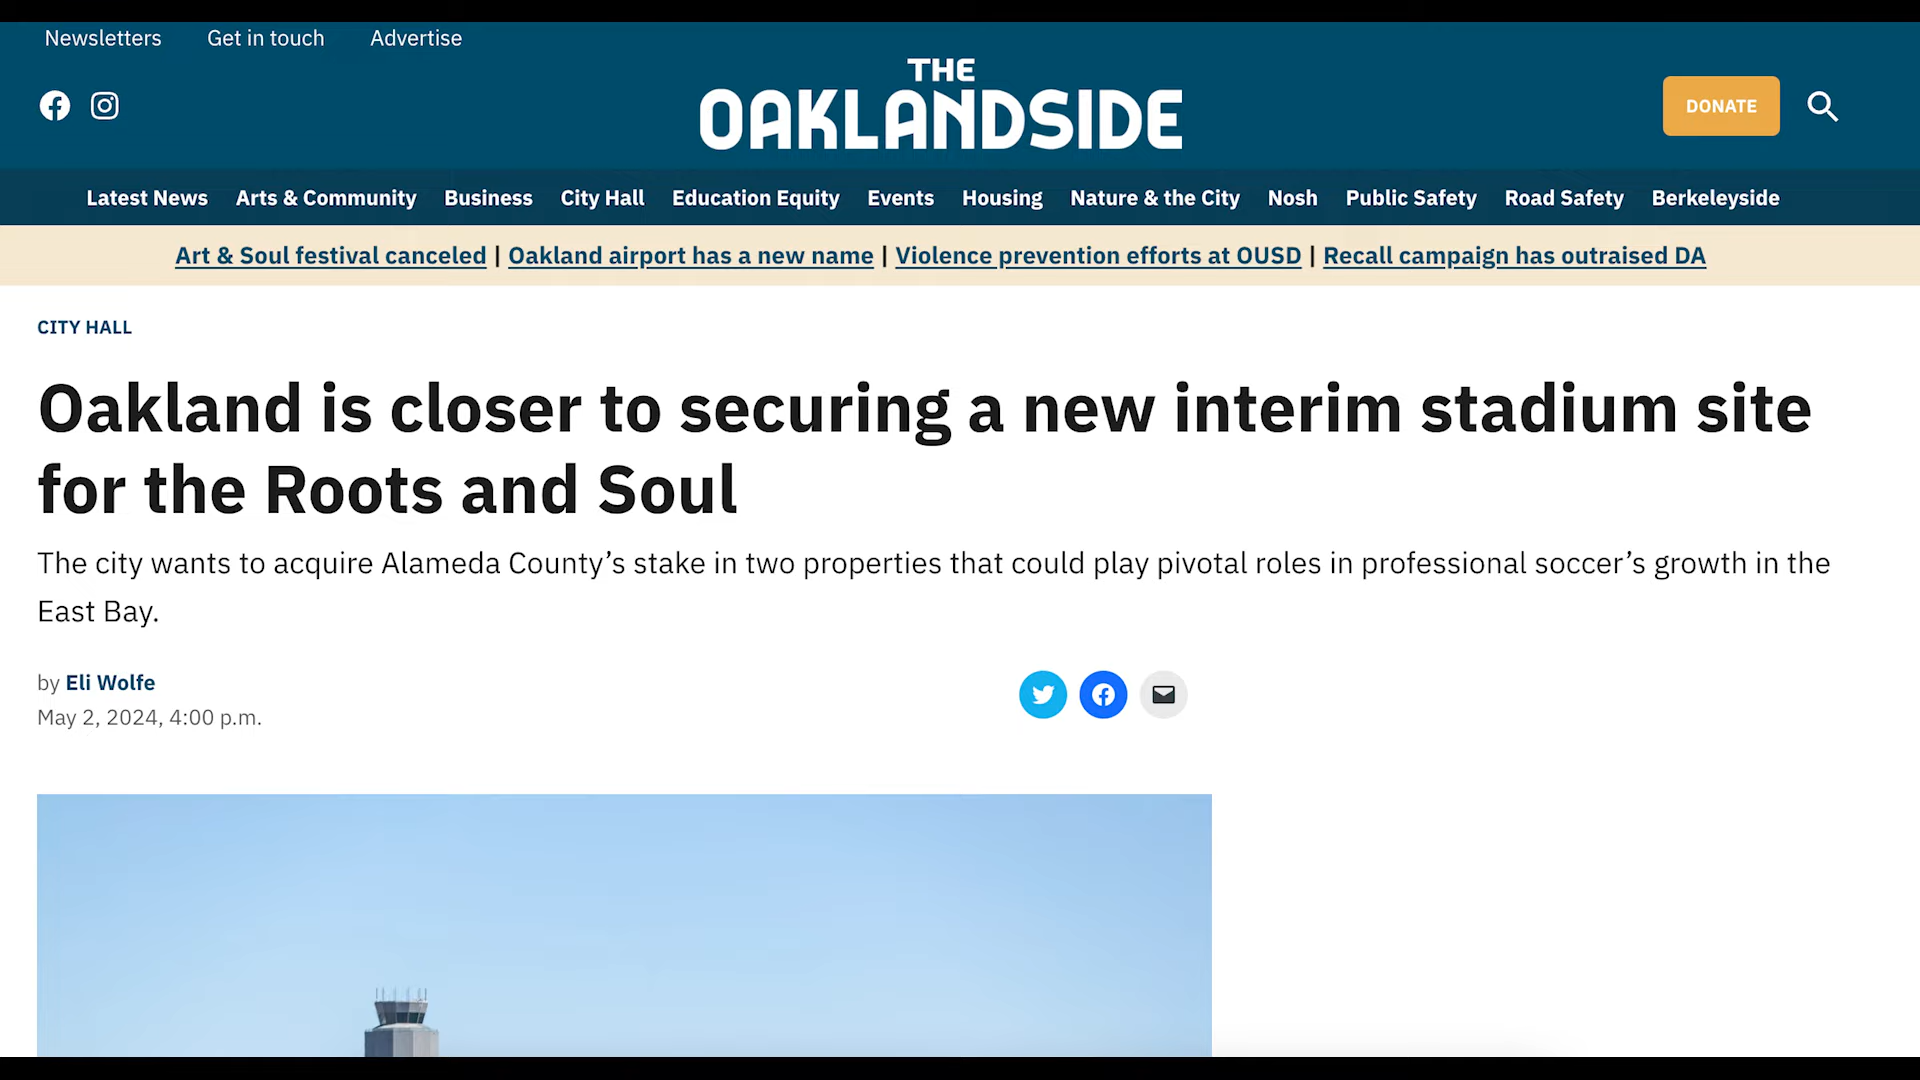 Newsletters Get in touch Advertise
THE
OAKLANDSIDE
DONATE
Latest News Arts & Community Business City Hall Education Equity Events Housing Nature & the City Nosh Public Safety Road Safety Berkeleyside
Art & Soul festival canceled | Oakland airport has a new name | Violence prevention efforts at OUSD | Recall campaign has outraised DA
CITY HALL
Oakland is closer to securing a new interim stadium site
for the Roots and Soul
The city wants to acquire Alameda County’s stake in two properties that could play pivotal roles in professional soccer’s growth in the
East Bay.
by Eli Wolfe
May 2, 2024, 4:00 p.m.